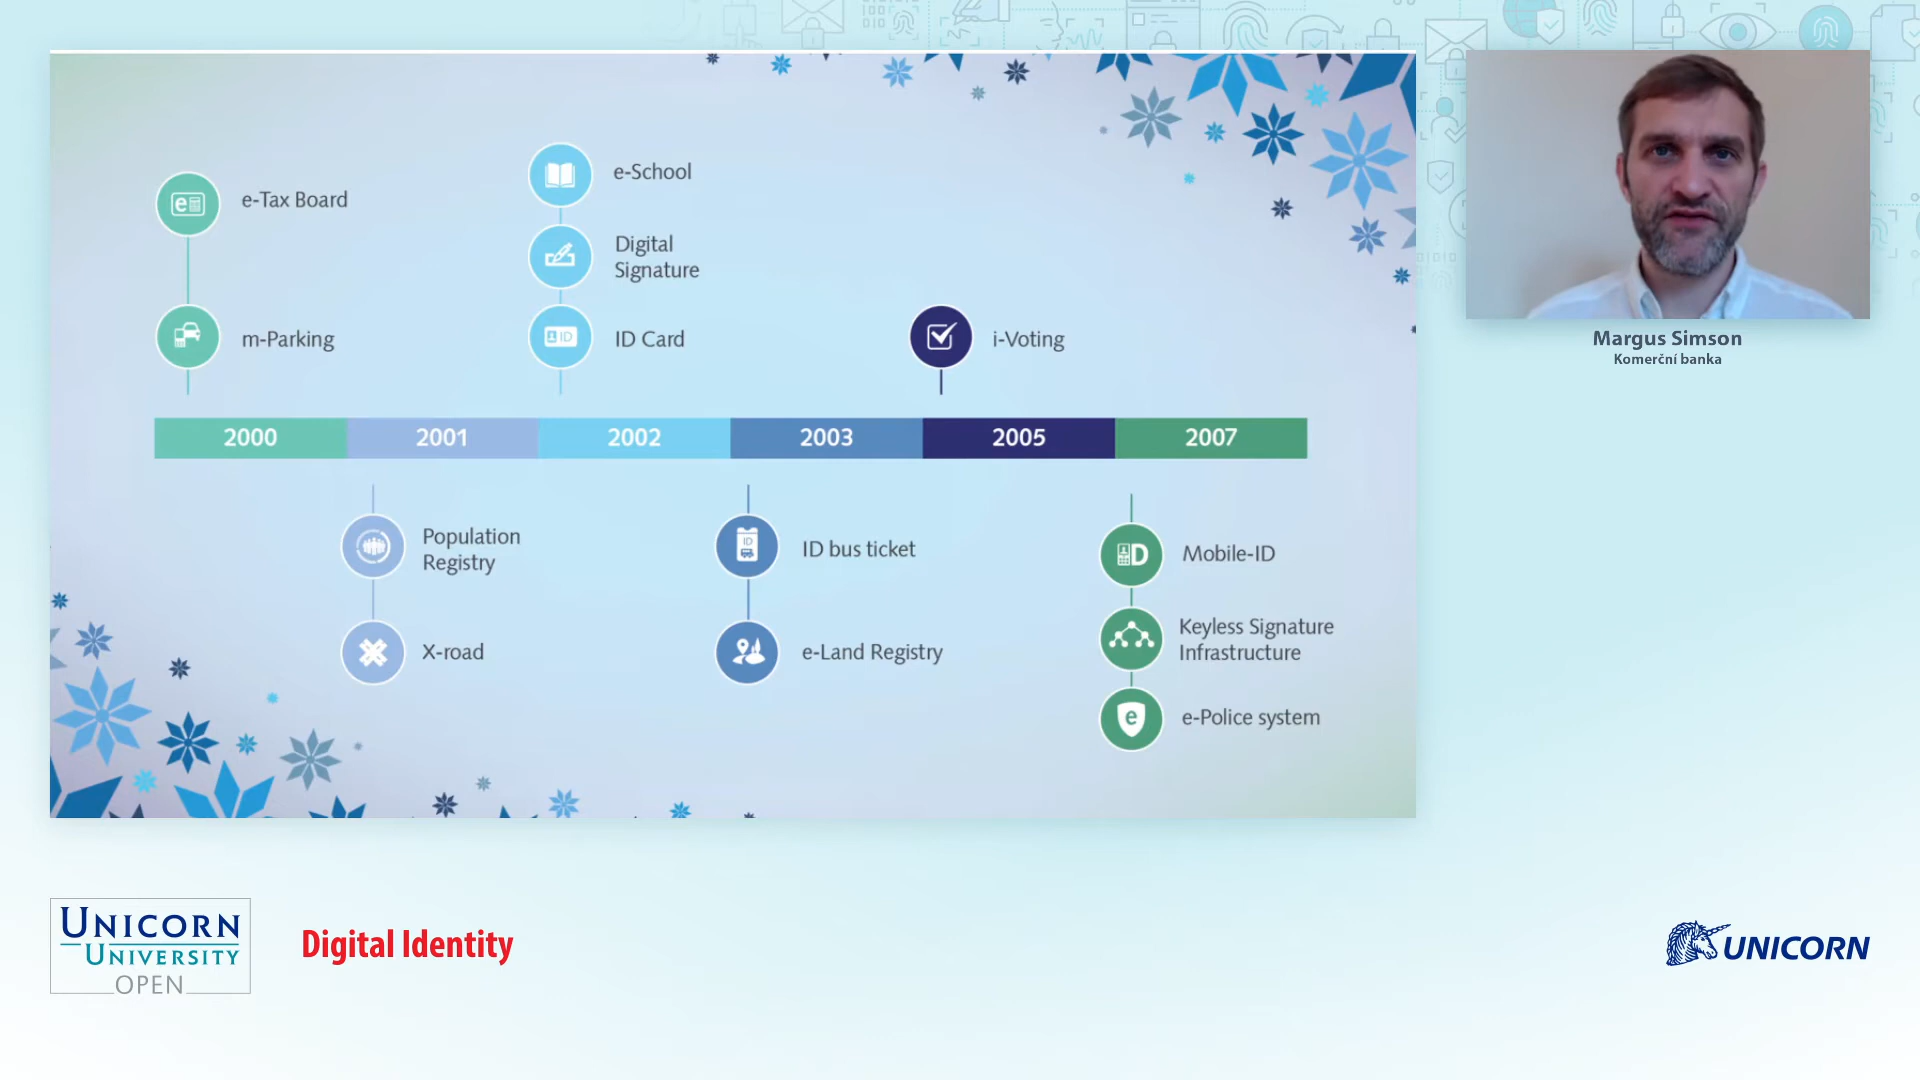 e-Tax Board
m-Parking
e-School
Digital
Signature
ID
ID Card
i-Voting
2000
2001
2002
2003
2005
2007
Population
Registry
X-road
ID
ID bus ticket
e-Land Registry
Mobile-ID
Keyless Signature
Infrastructure
e
e-Police system
Margus Simson
Komerční banka
UNICORN
UNIVERSITY
OPEN
Digital Identity
UNICORN